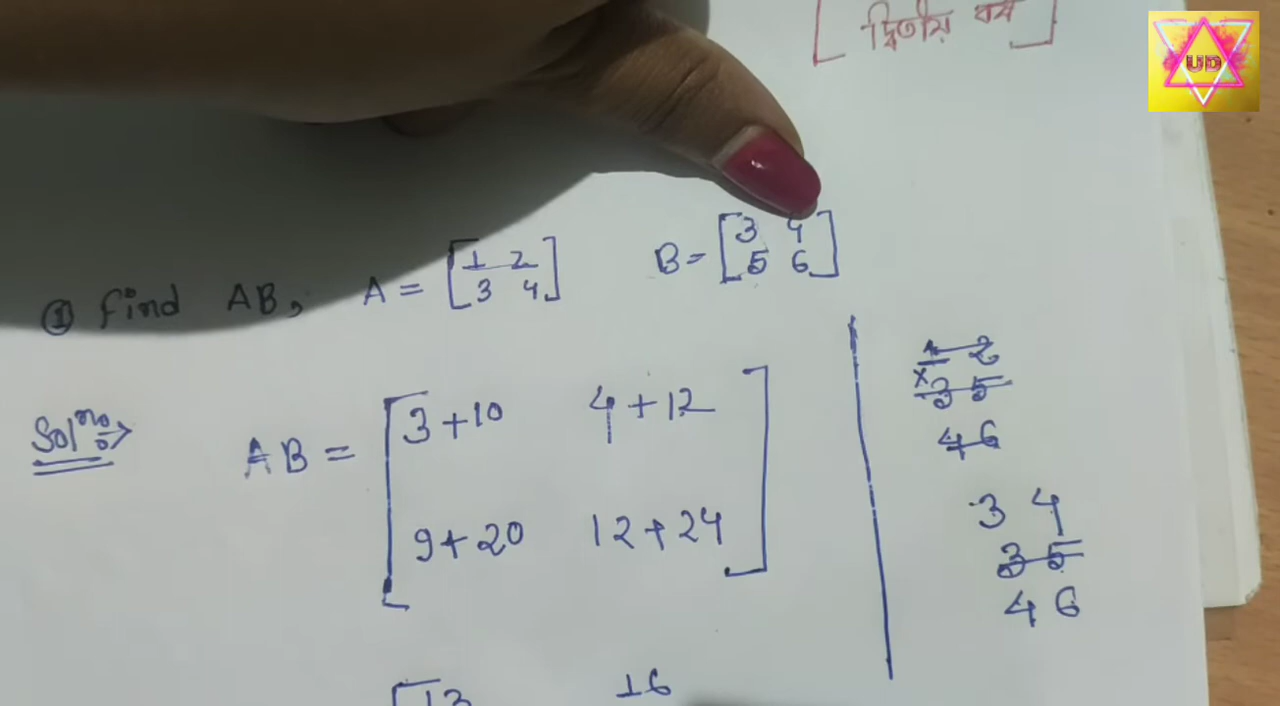 [দ্বিতীয় বর্ষ]
UD
① Find AB, A = [1 2 B = [3 4
3 4] 5 6]
Solⁿ⇒ AB = [3+10 4+12
9+20 12+24]
[13 16
1 2
× 3 5
4 6
3 4
3 5
4 6